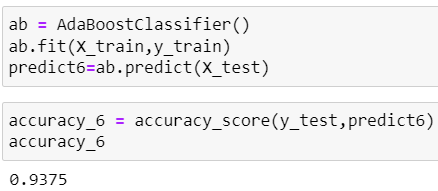 ab = AdaBoostClassifier()
ab.fit(X_train,y_train)
predict6=ab.predict(X_test)
accuracy_6 = accuracy_score(y_test,predict6)
accuracy_6
0.9375